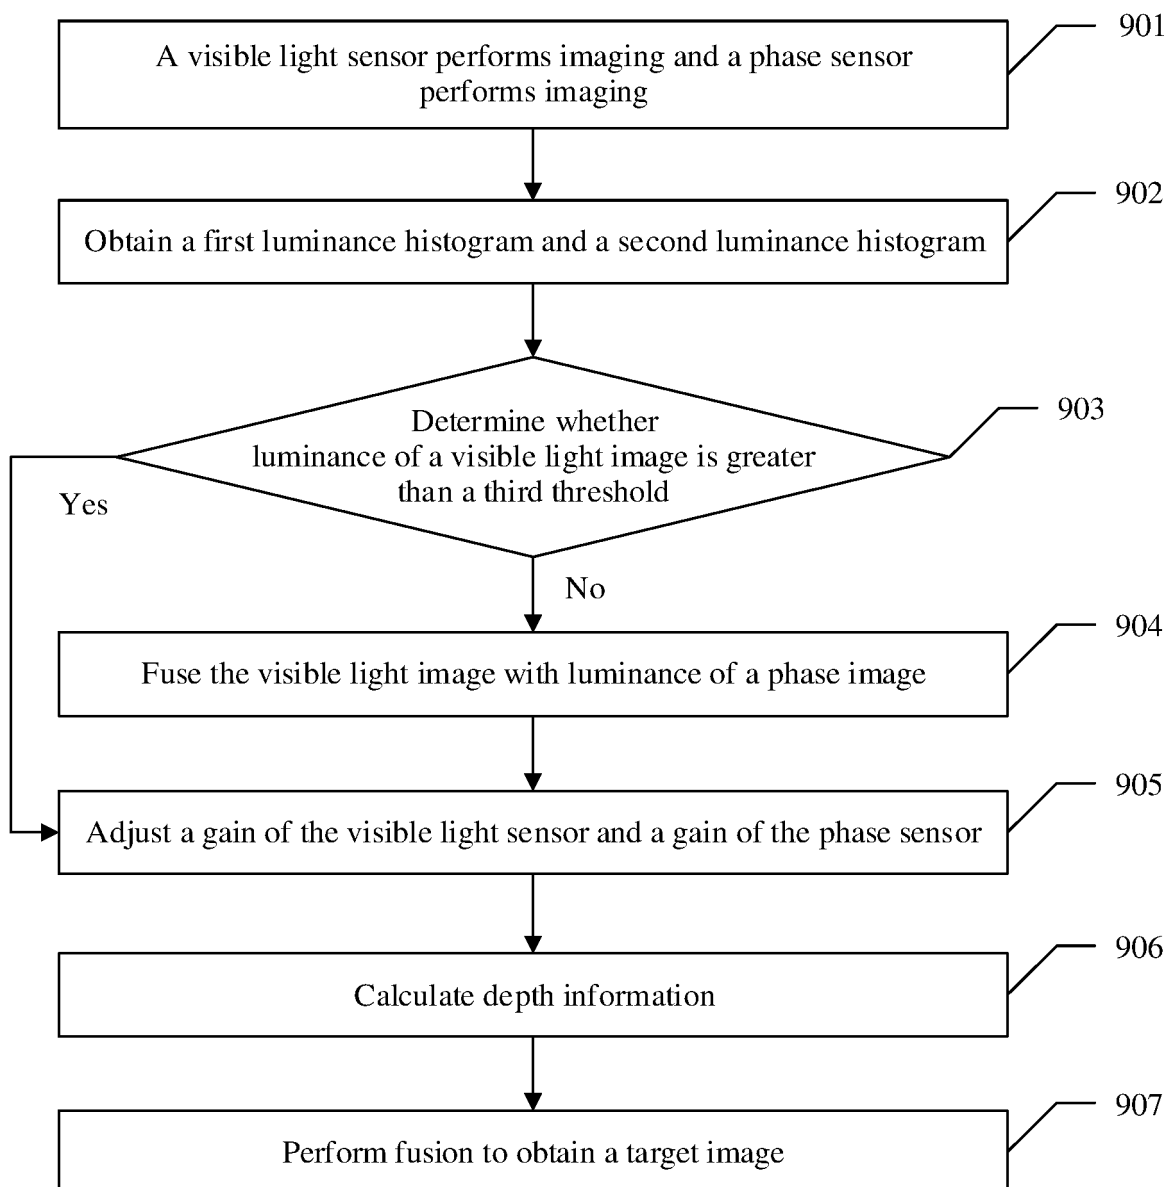 901
A visible light sensor performs imaging and a phase sensor
performs imaging
902
Obtain a first luminance histogram and a second luminance histogram
903
Determine whether
luminance of a visible light image is greater
than a third threshold
Yes
No
904
Fuse the visible light image with luminance of a phase image
905
Adjust a gain of the visible light sensor and a gain of the phase sensor
906
Calculate depth information
907
Perform fusion to obtain a target image